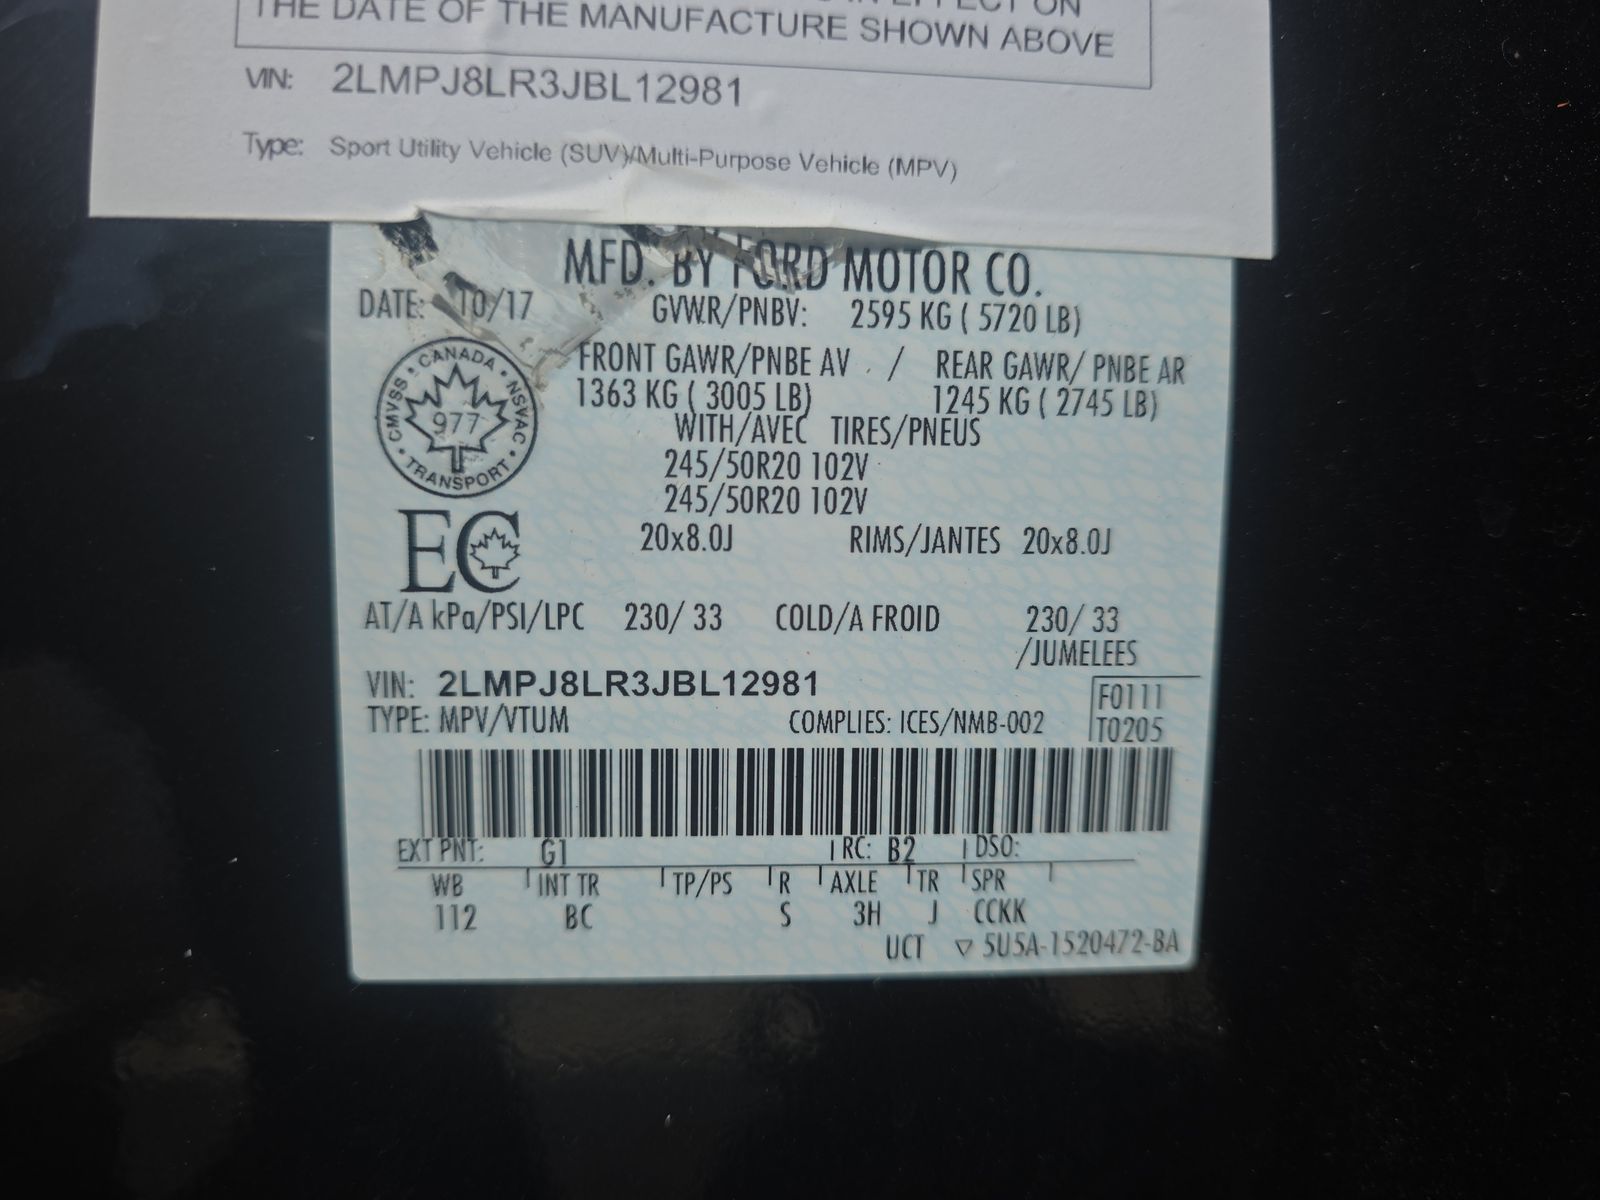 THE DATE OF THE MANUFACTURE SHOWN ABOVE
VIN: 2LMPJ8LR3JBL12981
Type: Sport Utility Vehicle (SUV)/Multi-Purpose Vehicle (MPV)
MFD. BY FORD MOTOR CO.
DATE: 10/17 GVWR/PNBV: 2595 KG ( 5720 LB)
FRONT GAWR/PNBE AV / REAR GAWR/ PNBE AR
1363 KG ( 3005 LB) 1245 KG ( 2745 LB)
WITH/AVEC TIRES/PNEUS
245/50R20 102V
245/50R20 102V
20x8.0J RIMS/JANTES 20x8.0J
CANADA • NSVAC • TRANSPORT • CMVSS •
977
EC
AT/A kPa/PSI/LPC 230/ 33 COLD/A FROID 230/ 33
/JUMELEES
VIN: 2LMPJ8LR3JBL12981
TYPE: MPV/VTUM COMPLIES: ICES/NMB-002
F0111
T0205
EXT PNT: G1 RC: B2 DSO:
WB INT TR TP/PS R AXLE TR SPR
112 BC S 3H J CCKK
UCT ▽ 5U5A-1520472-BA